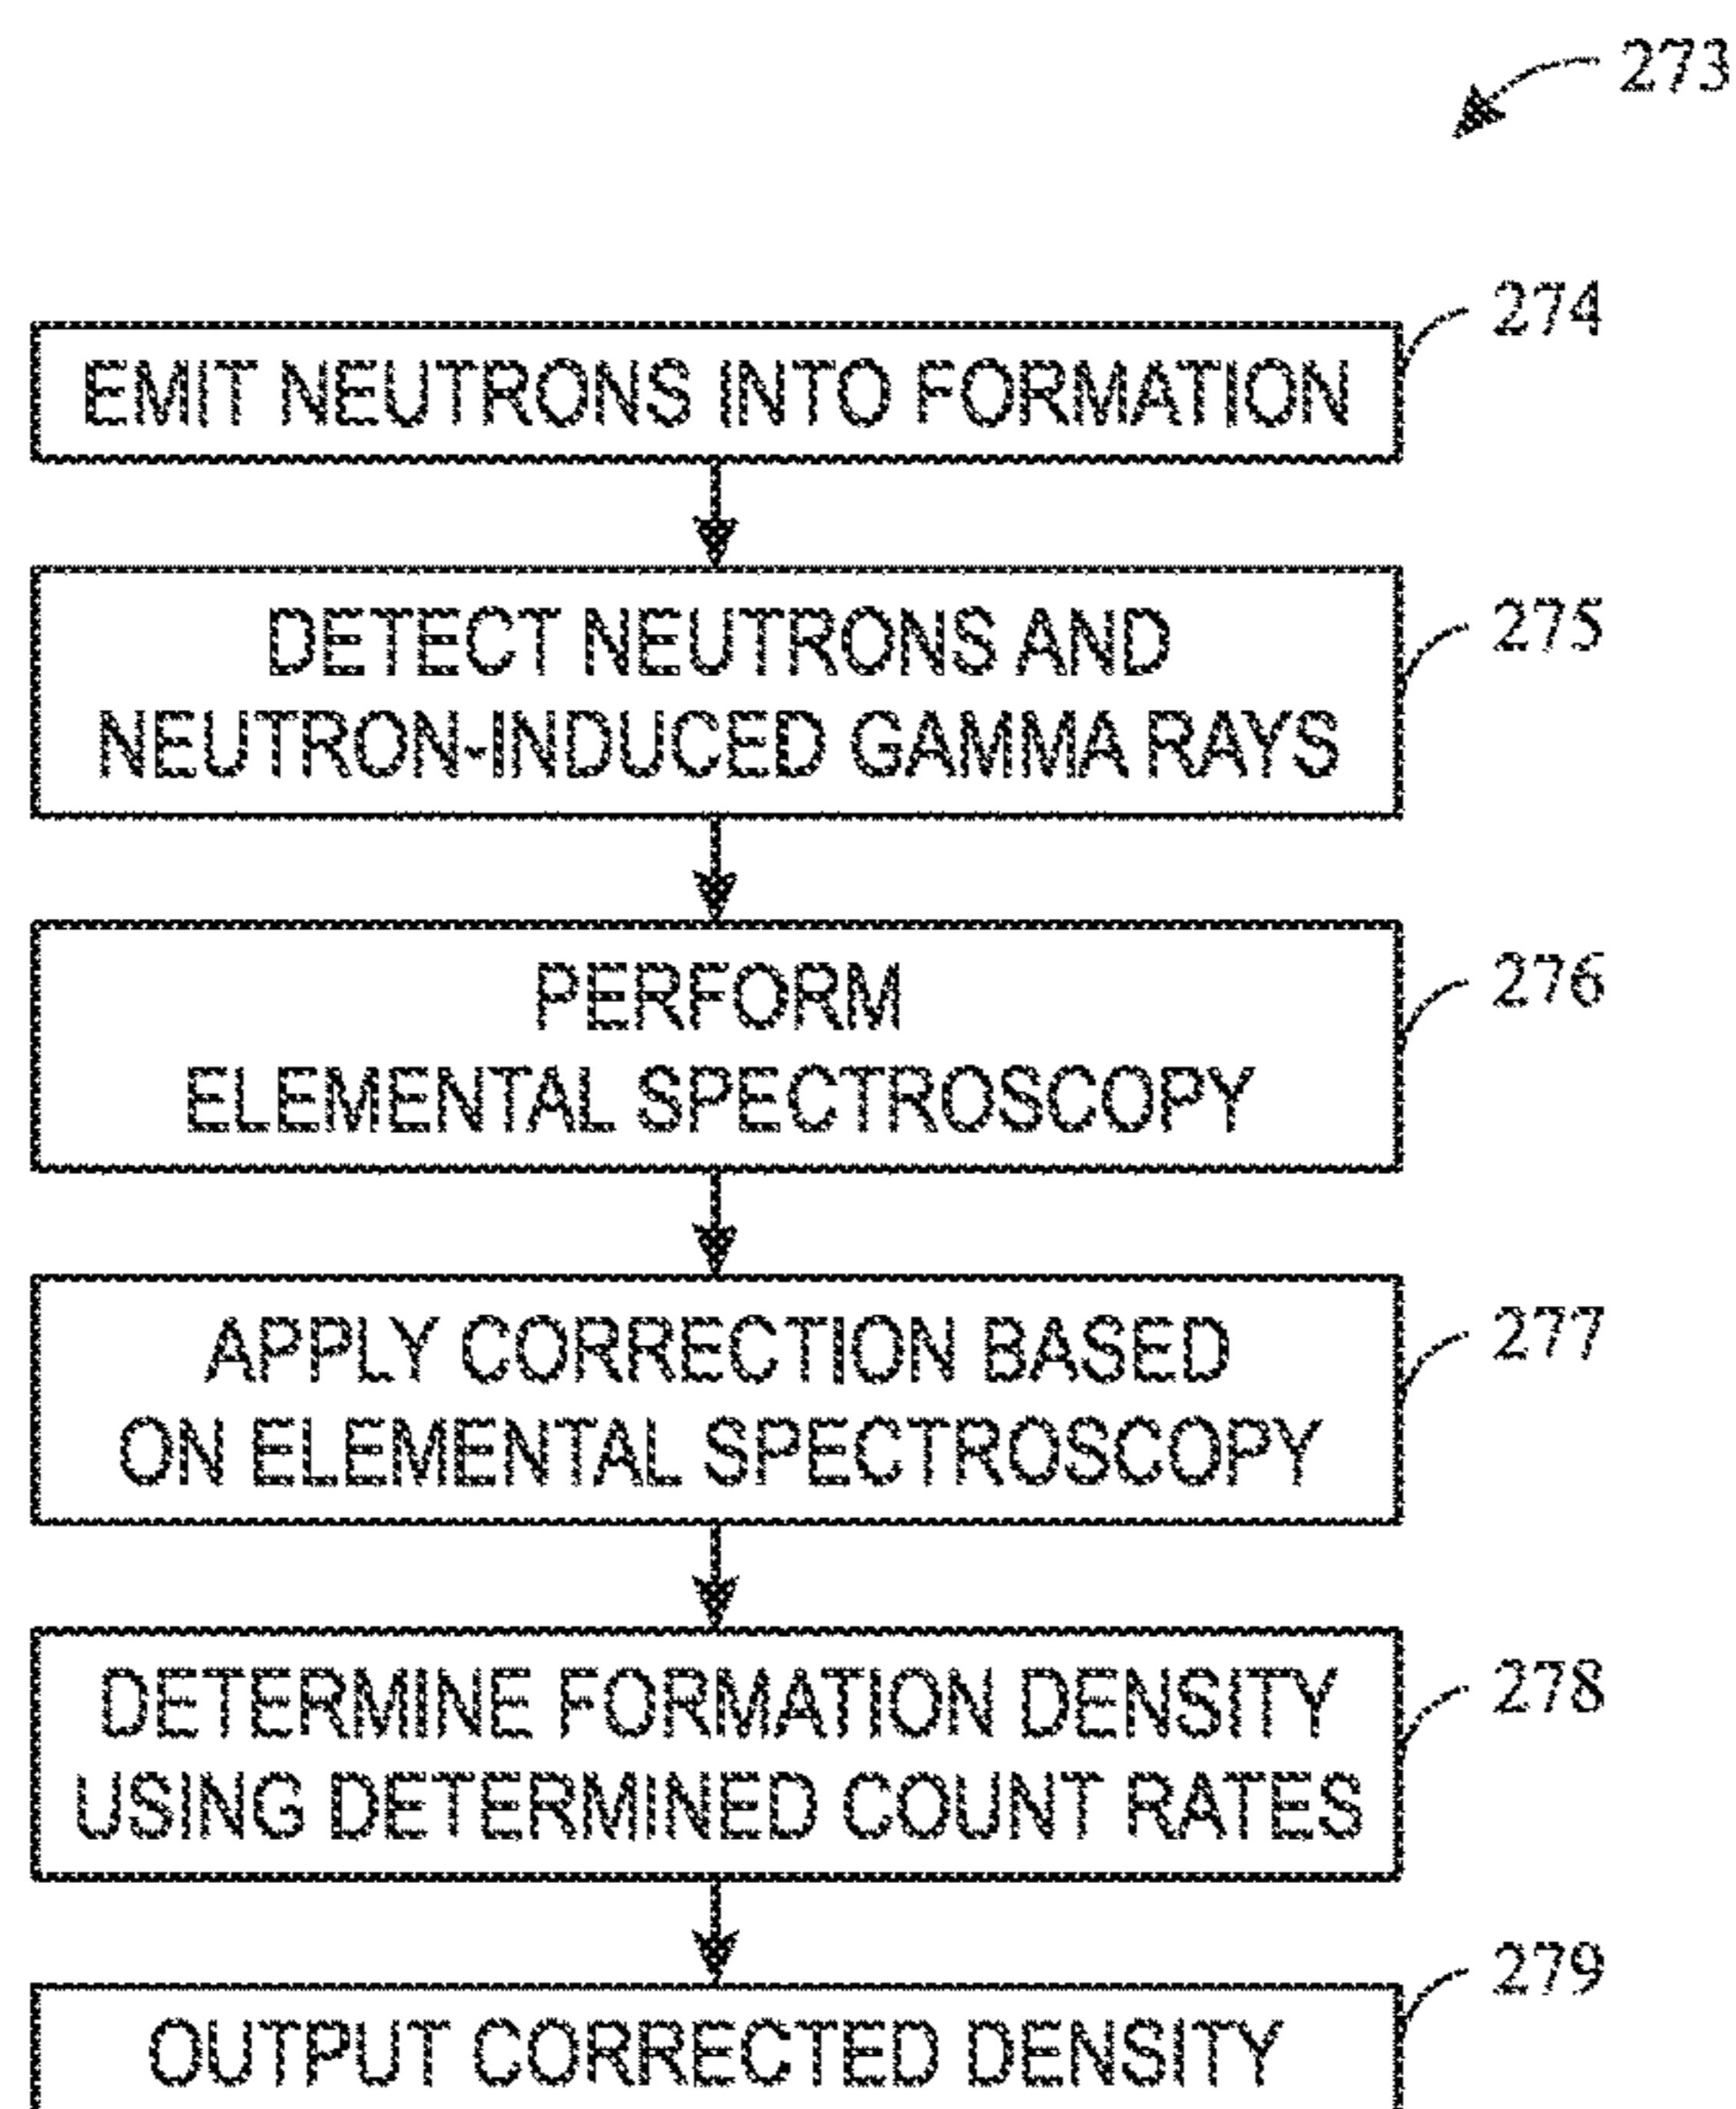 273
274
EMIT NEUTRONS INTO FORMATION
275
DETECT NEUTRONS AND
NEUTRON-INDUCED GAMMA RAYS
276
PERFORM
ELEMENTAL SPECTROSCOPY
277
APPLY CORRECTION BASED
ON ELEMENTAL SPECTROSCOPY
278
DETERMINE FORMATION DENSITY
USING DETERMINED COUNT RATES
279
OUTPUT CORRECTED DENSITY